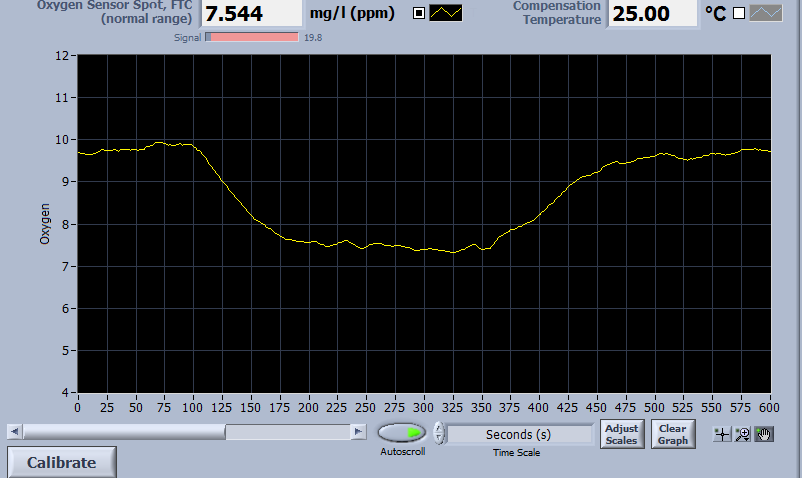 Oxygen Sensor Spot, FTC
(normal range)
7.544
mg/l (ppm)
Compensation
Temperature
25.00
°C
Signal
19.8
12
11
10
9
8
7
6
5
4
Oxygen
0 25 50 75 100 125 150 175 200 225 250 275 300 325 350 375 400 425 450 475 500 525 550 575 600
Autoscroll
Seconds (s)
Time Scale
Adjust
Scales
Clear
Graph
Calibrate